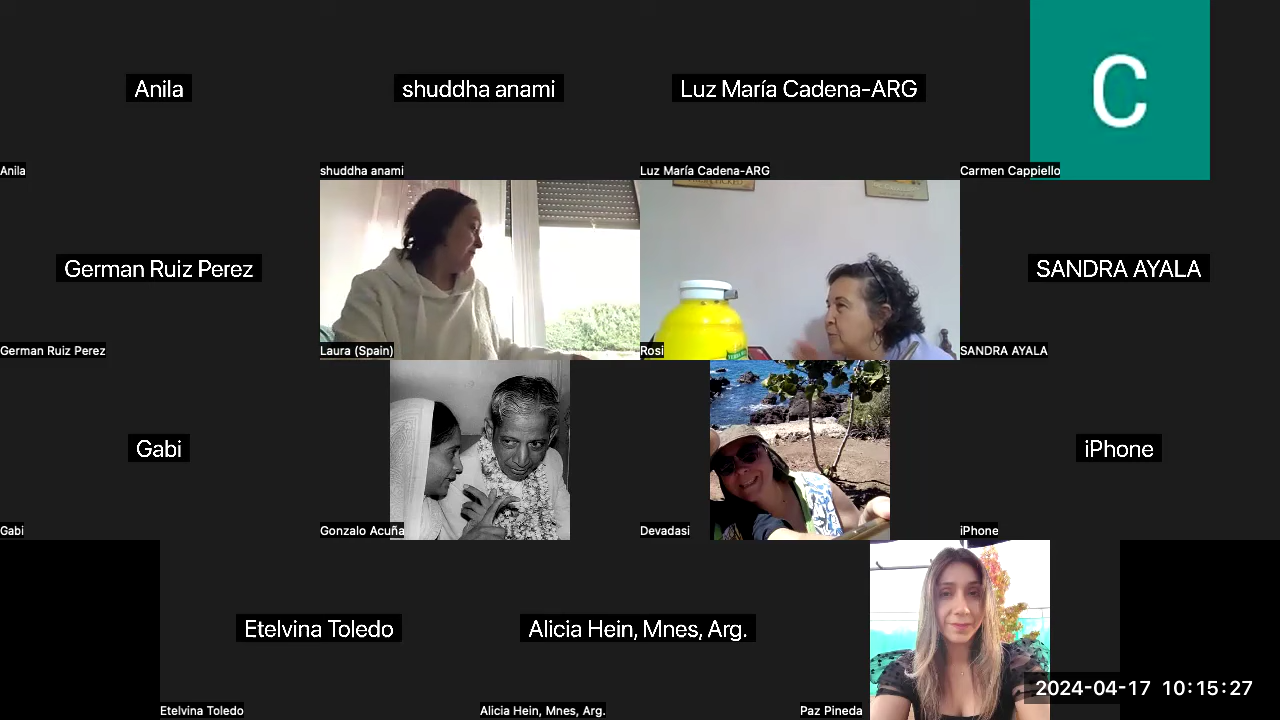 Anila
shuddha anami
Luz María Cadena-ARG
C
Anila
shuddha anami
Luz María Cadena-ARG
Carmen Cappiello
German Ruiz Perez
SANDRA AYALA
German Ruiz Perez
Laura (Spain)
Rosi
SANDRA AYALA
Gabi
iPhone
Gabi
Gonzalo Acuña
Devadasi
iPhone
Etelvina Toledo
Alicia Hein, Mnes, Arg.
2024-04-17 10:15:27
Etelvina Toledo
Alicia Hein, Mnes, Arg.
Paz Pineda